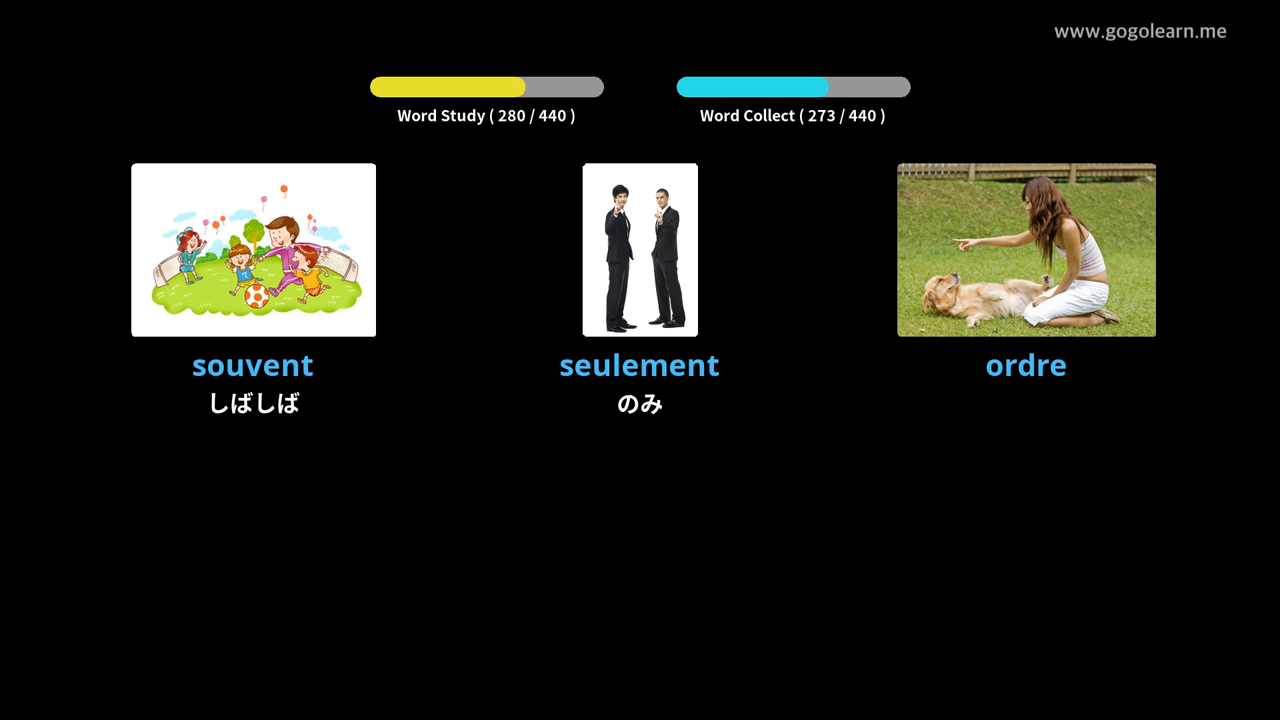 www.gogolearn.me
Word Study ( 280 / 440 )
Word Collect ( 273 / 440 )
souvent
しばしば
seulement
のみ
ordre